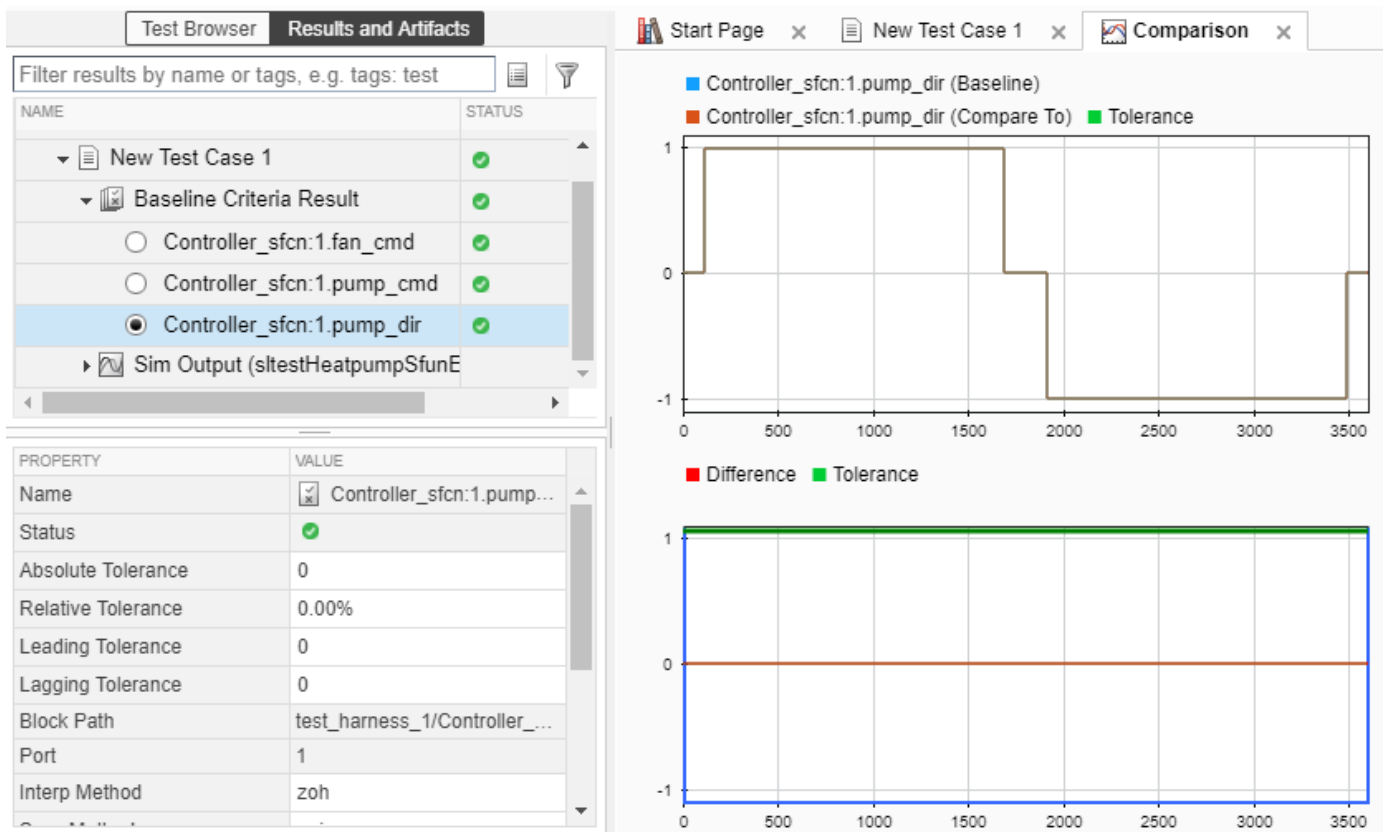 Test Browser Results and Artifacts
Filter results by name or tags, e.g. tags: test
NAME STATUS
New Test Case 1
Baseline Criteria Result
Controller_sfcn:1.fan_cmd
Controller_sfcn:1.pump_cmd
Controller_sfcn:1.pump_dir
Sim Output (sltestHeatpumpSfunE
PROPERTY VALUE
Name Controller_sfcn:1.pump...
Status
Absolute Tolerance 0
Relative Tolerance 0.00%
Leading Tolerance 0
Lagging Tolerance 0
Block Path test_harness_1/Controller_...
Port 1
Interp Method zoh
Start Page New Test Case 1 Comparison
Controller_sfcn:1.pump_dir (Baseline)
Controller_sfcn:1.pump_dir (Compare To) Tolerance
1
0
-1
0 500 1000 1500 2000 2500 3000 3500
Difference Tolerance
1
0
-1
0 500 1000 1500 2000 2500 3000 3500